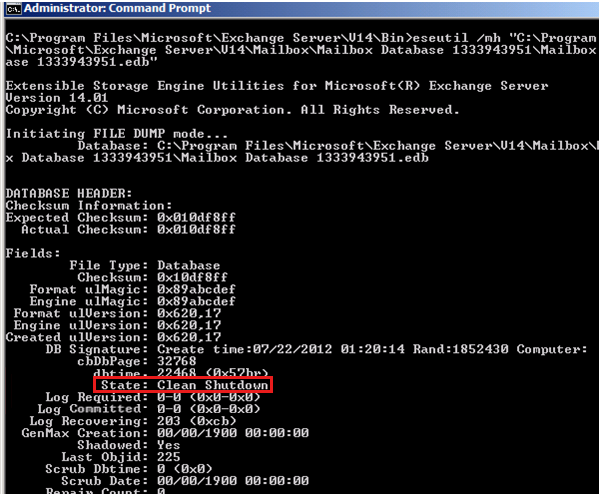 Administrator: Command Prompt
C:\Program Files\Microsoft\Exchange Server\V14\Bin>eseutil /mh "C:\Program
\Microsoft\Exchange Server\V14\Mailbox\Mailbox Database 1333943951\Mailbox
ase 1333943951.edb"
Extensible Storage Engine Utilities for Microsoft(R) Exchange Server
Version 14.01
Copyright (C) Microsoft Corporation. All Rights Reserved.
Initiating FILE DUMP mode...
Database: C:\Program Files\Microsoft\Exchange Server\V14\Mailbox\
x Database 1333943951\Mailbox Database 1333943951.edb
DATABASE HEADER:
Checksum Information:
Expected Checksum: 0x010df8ff
Actual Checksum: 0x010df8ff
Fields:
File Type: Database
Checksum: 0x10df8ff
Format ulMagic: 0x89abcdef
Engine ulMagic: 0x89abcdef
Format ulVersion: 0x620,17
Engine ulVersion: 0x620,17
Created ulVersion: 0x620,17
DB Signature: Create time:07/22/2012 01:20:14 Rand:1852430 Computer:
cbDbPage: 32768
dbtime: 22468
State: Clean Shutdown
Log Required: 0-0 (0x0-0x0)
Log Committed: 0-0 (0x0-0x0)
Log Recovering: 203 (0xcb)
GenMax Creation: 00/00/1900 00:00:00
Shadowed: Yes
Last Objid: 225
Scrub Dbtime: 0 (0x0)
Scrub Date: 00/00/1900 00:00:00
Repair Count: 0